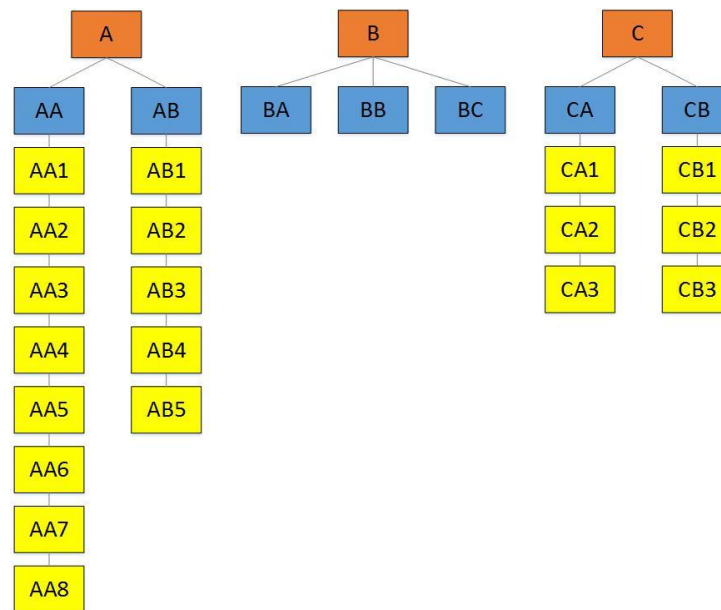 A B C
AA AB BA BB BC CA CB
AA1 AB1 CA1 CB1
AA2 AB2 CA2 CB2
AA3 AB3 CA3 CB3
AA4 AB4
AA5 AB5
AA6
AA7
AA8